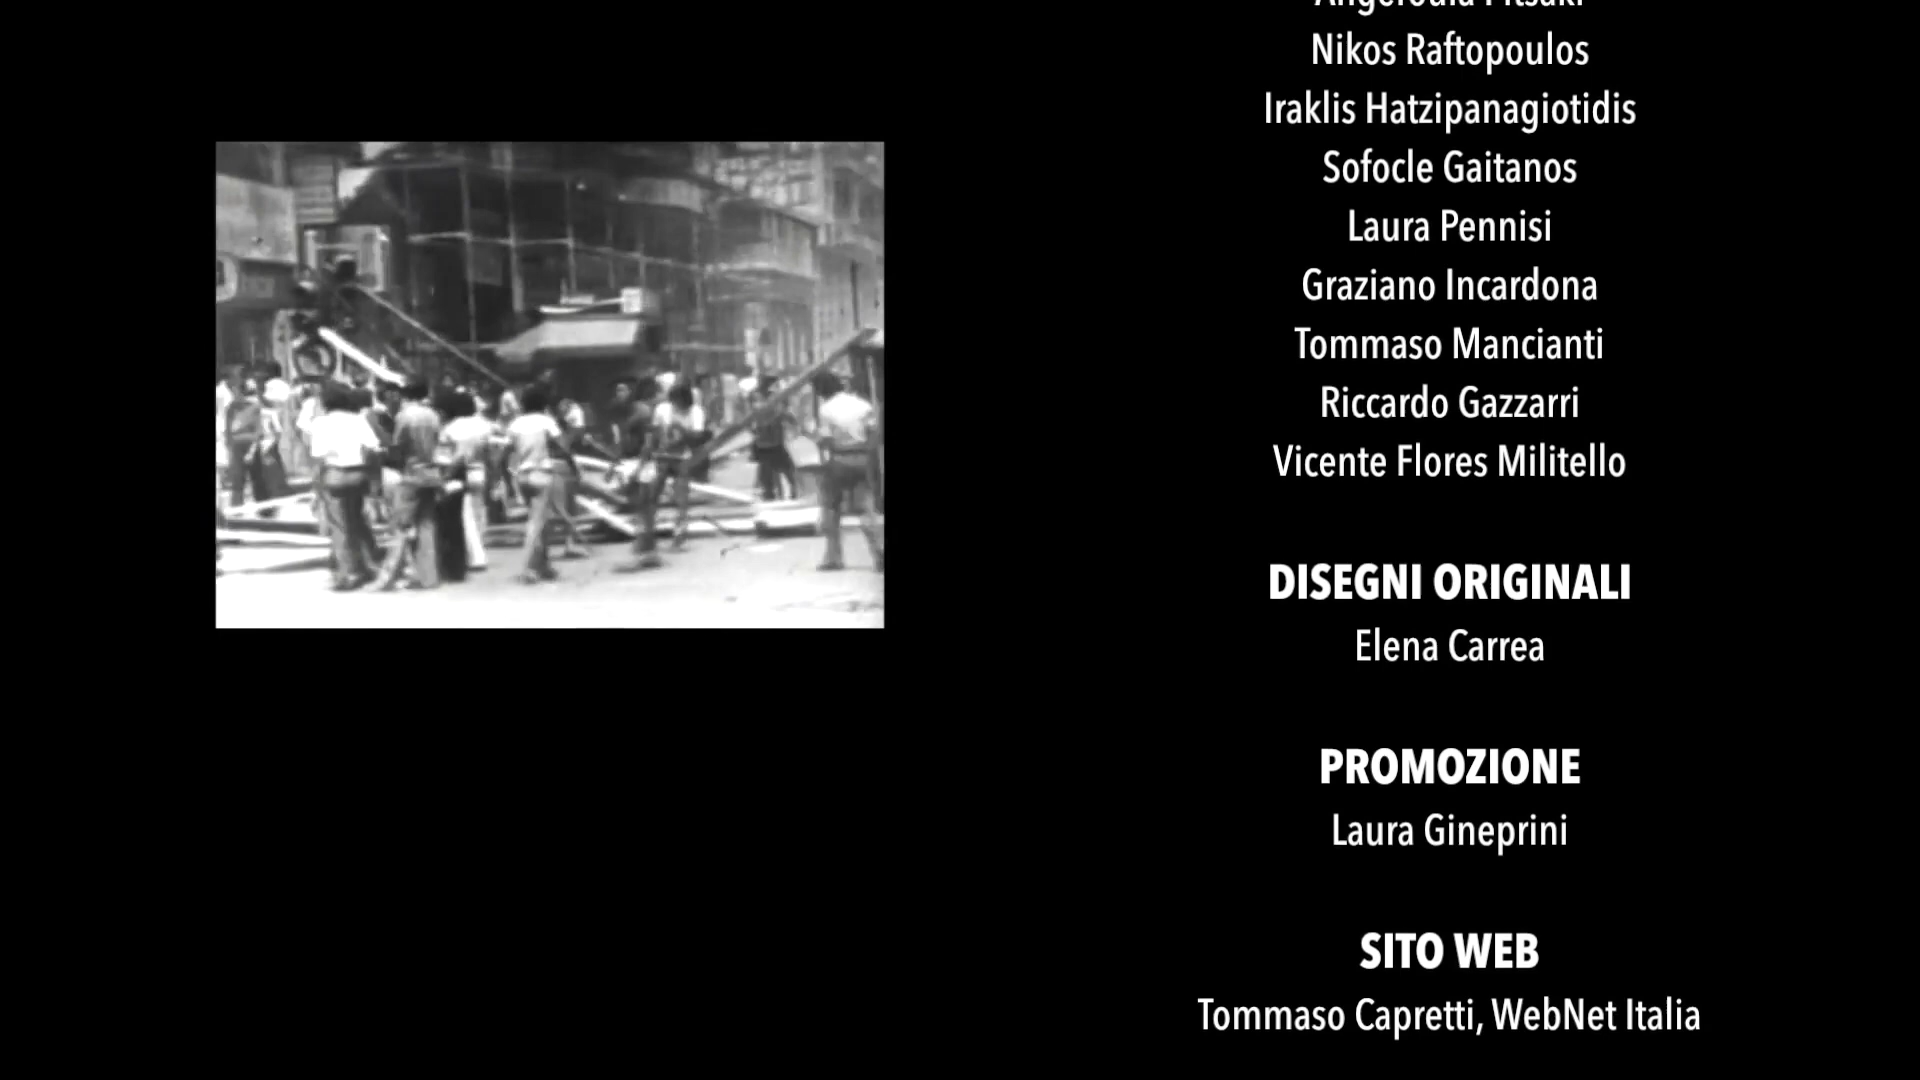 Nikos Raftopoulos
Iraklis Hatzipanagiotidis
Sofocle Gaitanos
Laura Pennisi
Graziano Incardona
Tommaso Mancianti
Riccardo Gazzarri
Vicente Flores Militello
DISEGNI ORIGINALI
Elena Carrea
PROMOZIONE
Laura Gineprini
SITO WEB
Tommaso Capretti, WebNet Italia